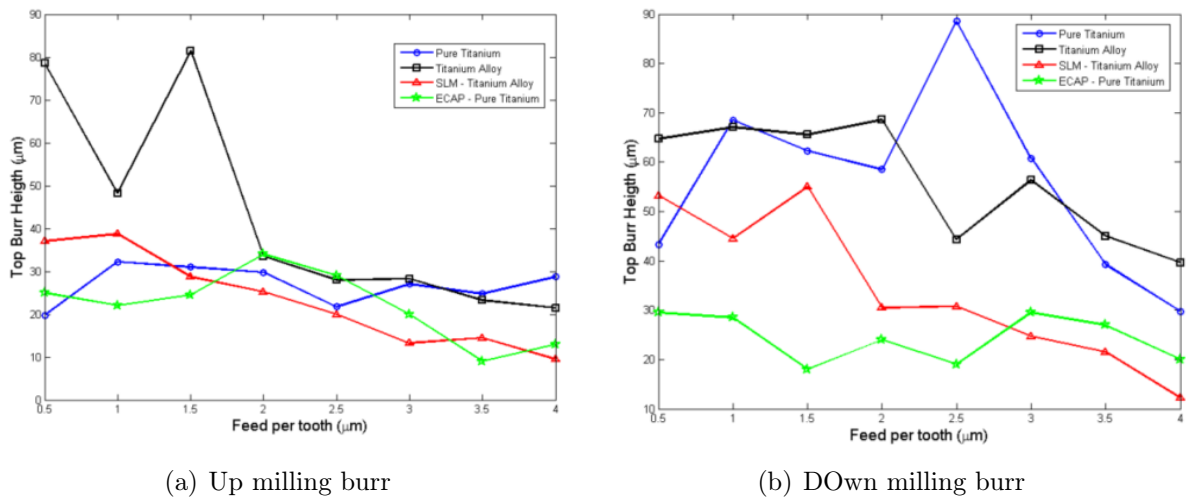 90
80
70
60
50
40
30
20
10
0
Top Burr Heigth (μm)
Pure Titanium
Titanium Alloy
SLM - Titanium Alloy
ECAP - Pure Titanium
0.5 1 1.5 2 2.5 3 3.5 4
Feed per tooth (μm)
(a) Up milling burr
90
80
70
60
50
40
30
20
10
Top Burr Heigth (μm)
Pure Titanium
Titanium Alloy
SLM - Titanium Alloy
ECAP - Pure Titanium
0.5 1 1.5 2 2.5 3 3.5 4
Feed per tooth (μm)
(b) DOwn milling burr